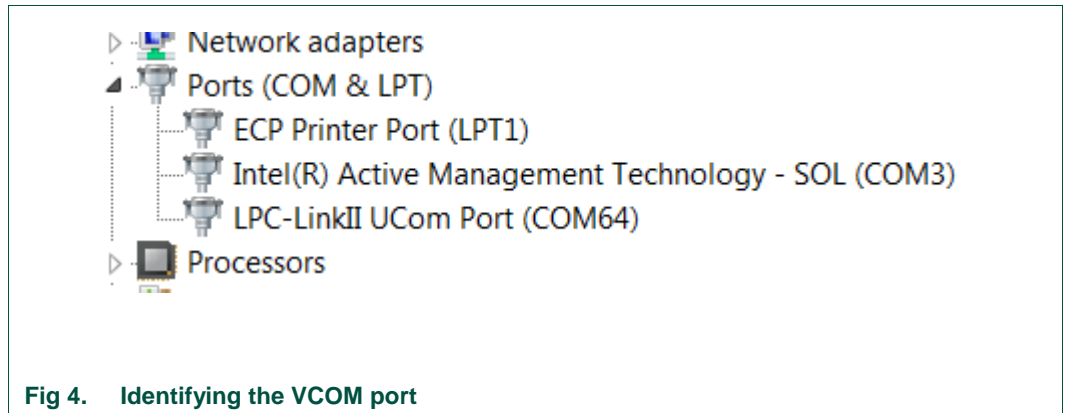 Network adapters
Ports (COM & LPT)
ECP Printer Port (LPT1)
Intel(R) Active Management Technology - SOL (COM3)
LPC-LinkII UCom Port (COM64)
Processors
Fig 4. Identifying the VCOM port